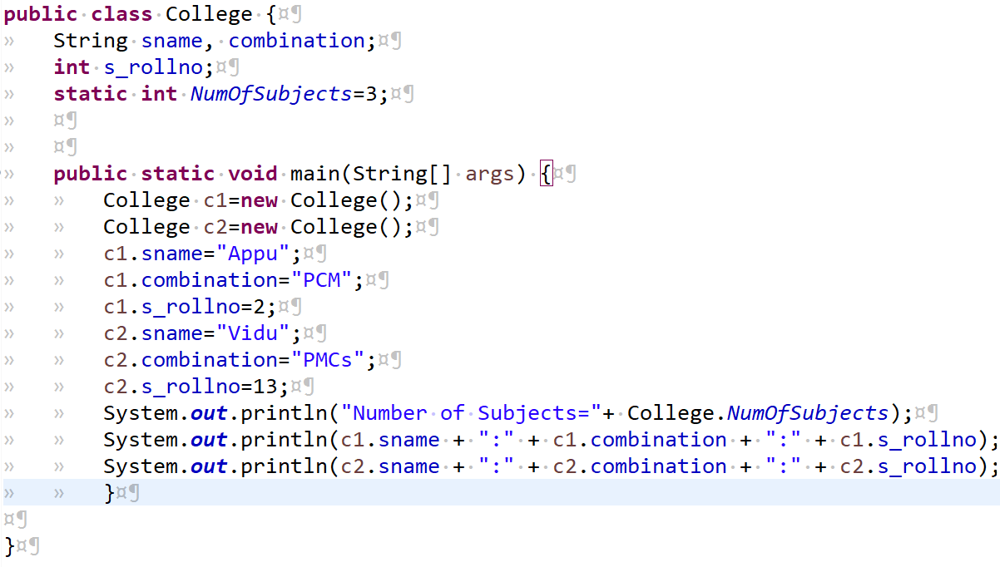 public class College {¤¶
»   String sname, combination;¤¶
»   int s_rollno;¤¶
»   static int NumOfSubjects=3;¤¶
»   ¤¶
»   ¤¶
»   public static void main(String[] args) {¤¶
»   »   College c1=new College();¤¶
»   »   College c2=new College();¤¶
»   »   c1.sname="Appu";¤¶
»   »   c1.combination="PCM";¤¶
»   »   c1.s_rollno=2;¤¶
»   »   c2.sname="Vidu";¤¶
»   »   c2.combination="PMCs";¤¶
»   »   c2.s_rollno=13;¤¶
»   »   System.out.println("Number of Subjects="+ College.NumOfSubjects);¤¶
»   »   System.out.println(c1.sname + ":" + c1.combination + ":" + c1.s_rollno);
»   »   System.out.println(c2.sname + ":" + c2.combination + ":" + c2.s_rollno);
»   »   }¤¶
¤¶
}¤¶